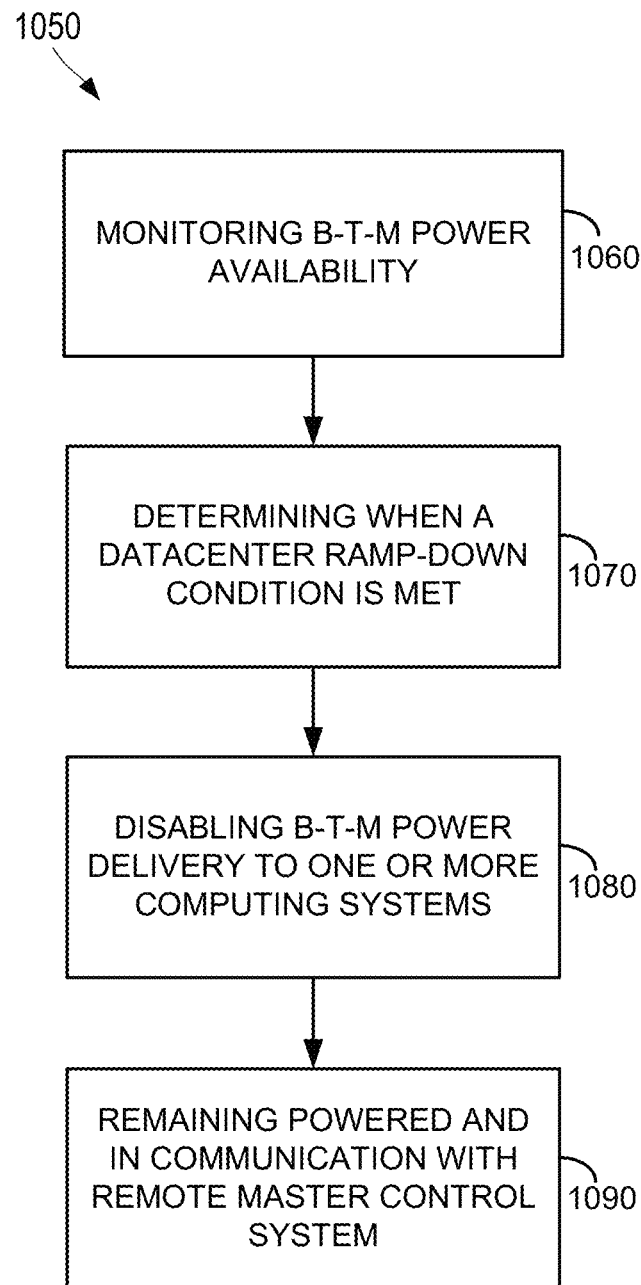 1050
MONITORING B-T-M POWER
AVAILABILITY
1060
DETERMINING WHEN A
DATACENTER RAMP-DOWN
CONDITION IS MET
1070
DISABLING B-T-M POWER
DELIVERY TO ONE OR MORE
COMPUTING SYSTEMS
1080
REMAINING POWERED AND
IN COMMUNICATION WITH
REMOTE MASTER CONTROL
SYSTEM
1090